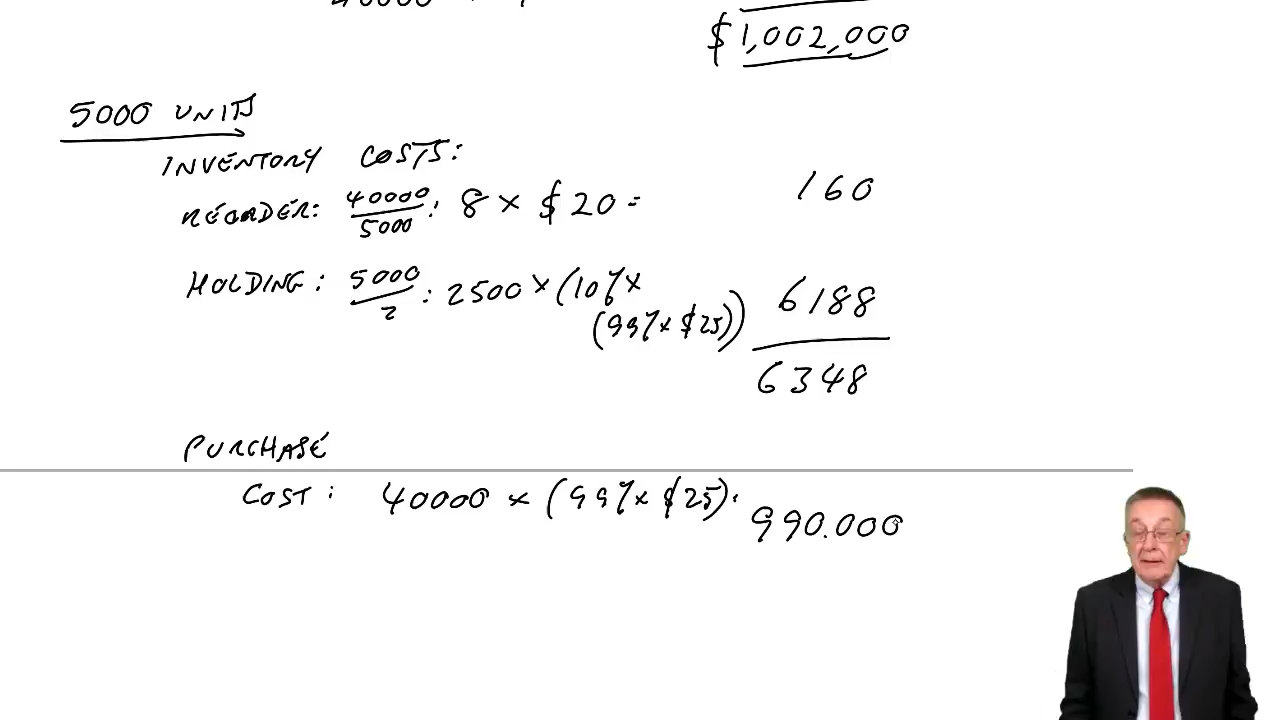 40000
$1,002,000
5000 UNITS
INVENTORY COSTS:
REORDER: 40000/5000 : 8 × $20 = 160
HOLDING: 5000/2 : 2500 × (10% ×
(99% × $25)) 6188
6348
PURCHASE
COST: 40000 × (99% × $25). 990.000